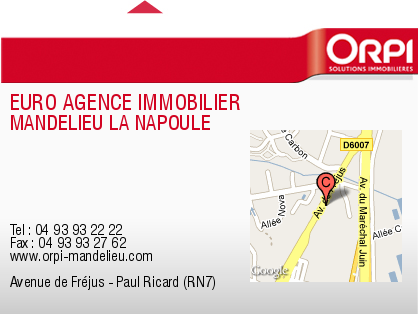 ORPI
SOLUTIONS IMMOBILIÈRES
EURO AGENCE IMMOBILIER
MANDELIEU LA NAPOULE
D6007
Carbon
C
Nova
Allée
Av. de Fréjus
Av. du Maréchal Juin
Allée C
Google
Tel : 04 93 93 22 22
Fax : 04 93 93 27 62
www.orpi-mandelieu.com
Avenue de Fréjus - Paul Ricard (RN7)